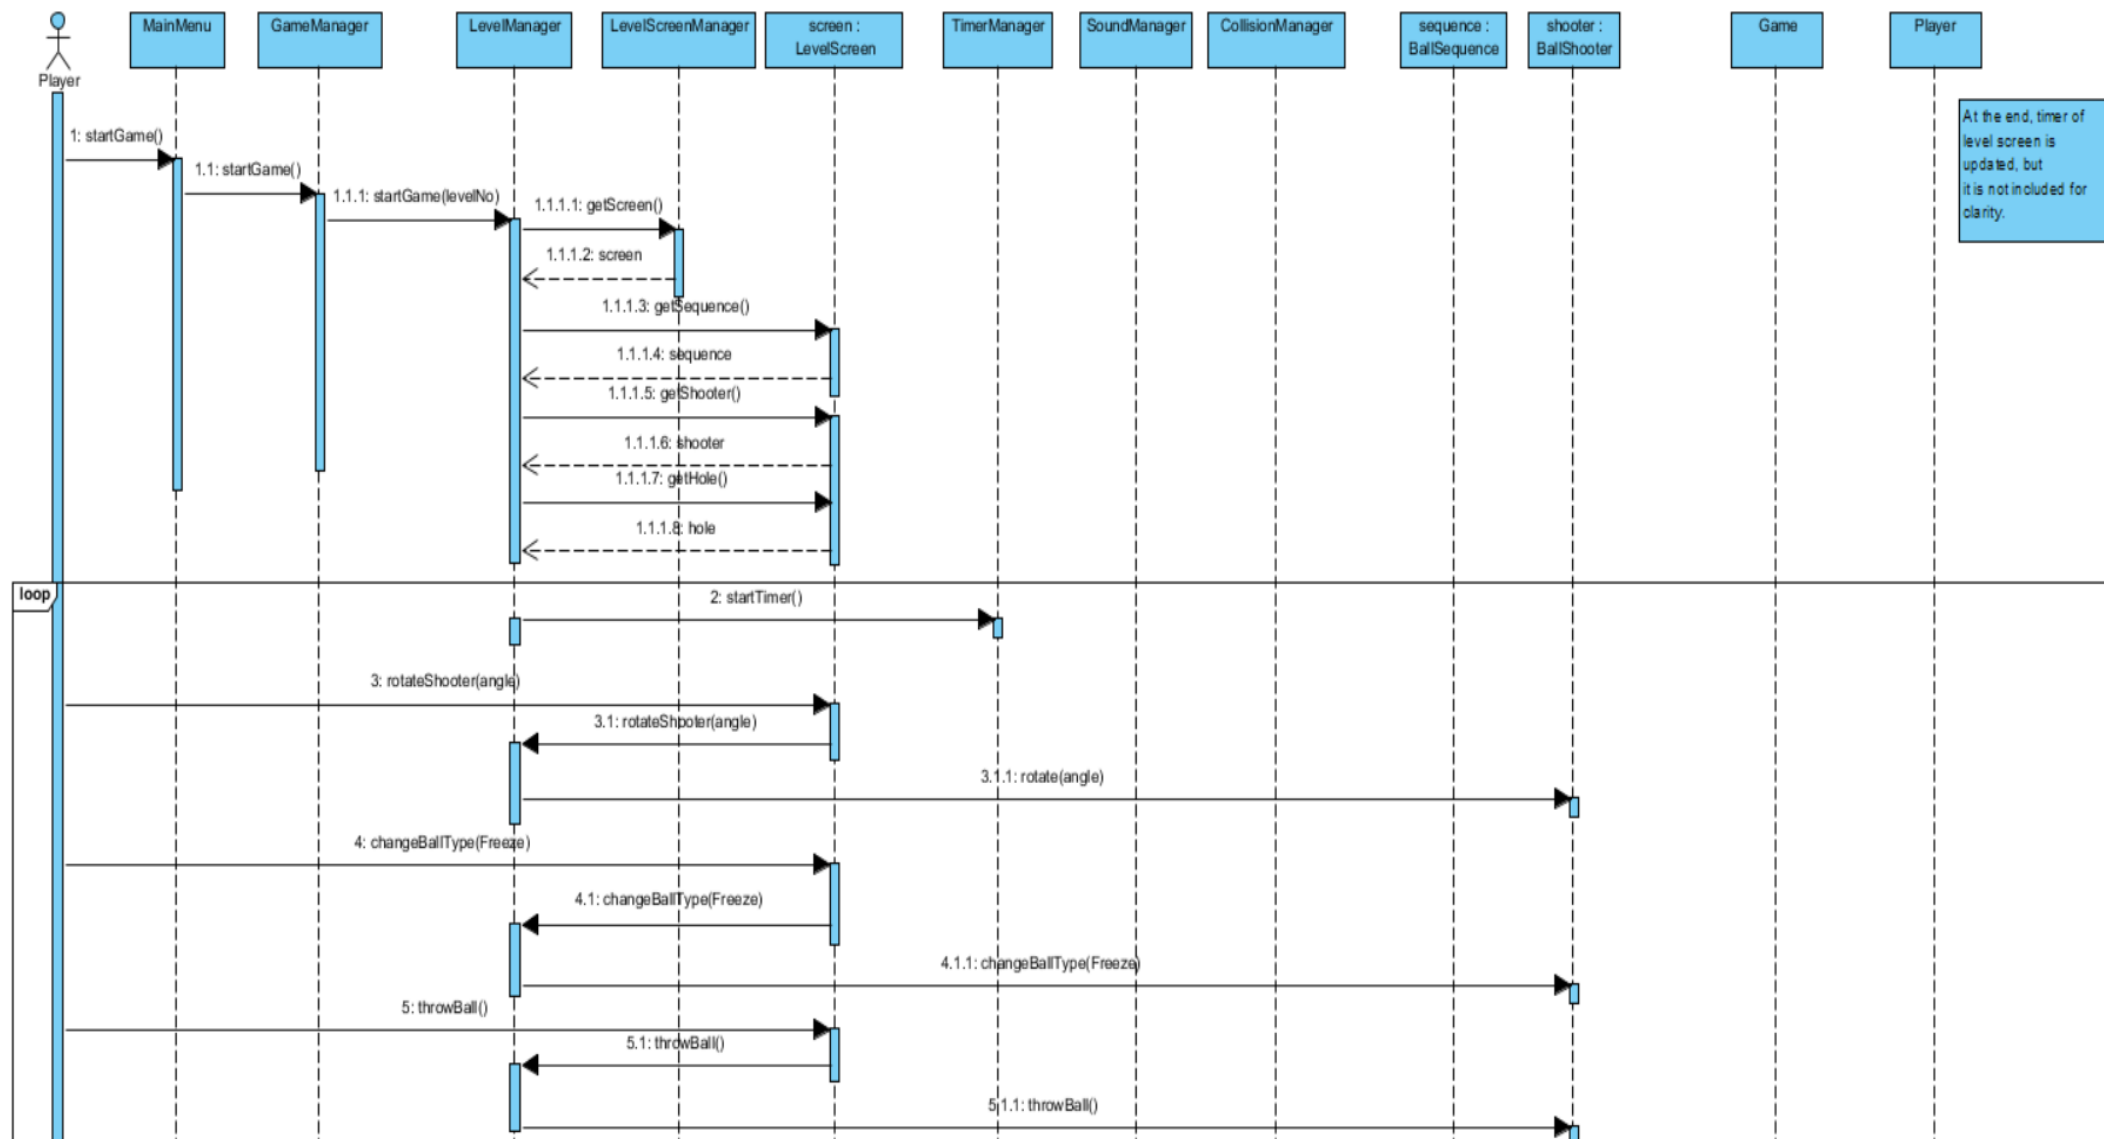 MainMenu
GameManager
LevelManager
LevelScreenManager
screen :
LevelScreen
TimerManager
SoundManager
CollisionManager
sequence :
BallSequence
shooter :
BallShooter
Game
Player
Player
At the end, timer of
level screen is
updated, but
it is not included for
clarity.
1: startGame()
1.1: startGame()
1.1.1: startGame(levelNo)
1.1.1.1: getScreen()
1.1.1.2: screen
1.1.1.3: getSequence()
1.1.1.4: sequence
1.1.1.5: getShooter()
1.1.1.6: shooter
1.1.1.7: getHole()
1.1.1.8: hole
loop
2: startTimer()
3: rotateShooter(angle)
3.1: rotateShooter(angle)
3.1.1: rotate(angle)
4: changeBallType(Freeze)
4.1: changeBallType(Freeze)
4.1.1: changeBallType(Freeze)
5: throwBall()
5.1: throwBall()
5.1.1: throwBall()